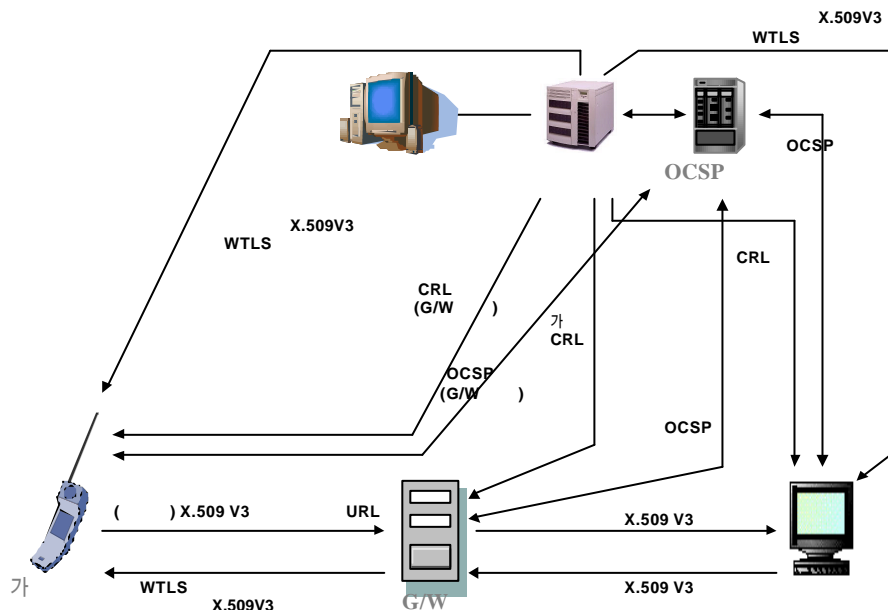 X.509V3
WTLS
OCSP
OCSP
X.509V3
WTLS
CRL
CRL
(G/W )
가
CRL
OCSP
(G/W )
OCSP
( ) X.509 V3 URL
X.509 V3
가
WTLS
X.509V3
G/W
X.509 V3